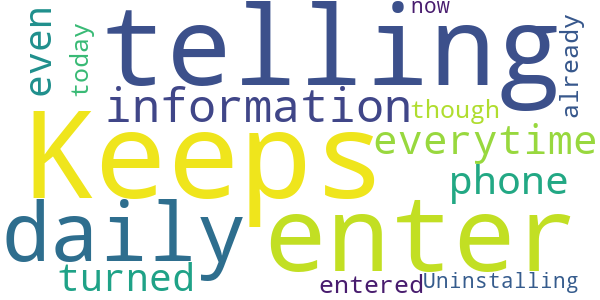 now
telling
even
today
already
information
though
Keeps
everytime
phone
daily
enter
turned
entered
Uninstalling